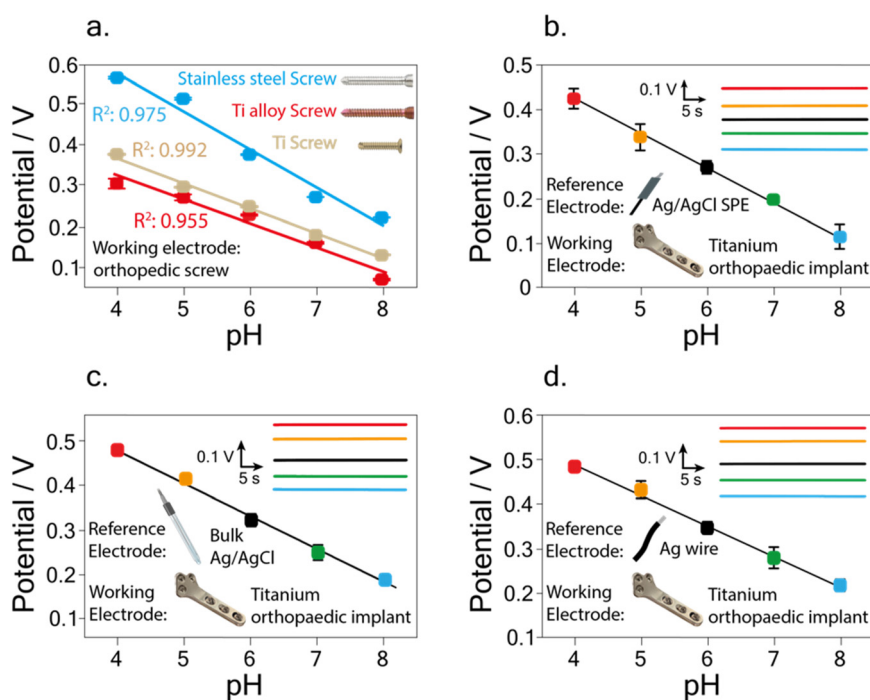 a.
Potential / V
0.6
0.5
0.3
0.2
0.1
Stainless steel Screw
R²: 0.975
Ti alloy Screw
R²: 0.992
Ti Screw
R²: 0.955
Working electrode:
orthopedic screw
4 5 6 7 8
pH
b.
Potential / V
0.5
0.4
0.3
0.2
0.1
0
0.1 V
5 s
Reference
Electrode:
Ag/AgCl SPE
Working
Electrode:
Titanium
orthopaedic implant
4 5 6 7 8
pH
c.
Potential / V
0.5
0.4
0.3
0.2
0.1
0.1 V
5 s
Reference
Electrode:
Bulk
Ag/AgCl
Working
Electrode:
Titanium
orthopaedic implant
4 5 6 7 8
pH
d.
Potential / V
0.6
0.5
0.4
0.3
0.2
0.1
0.1 V
5 s
Reference
Electrode:
Ag wire
Working
Electrode:
Titanium
orthopaedic implant
4 5 6 7 8
pH